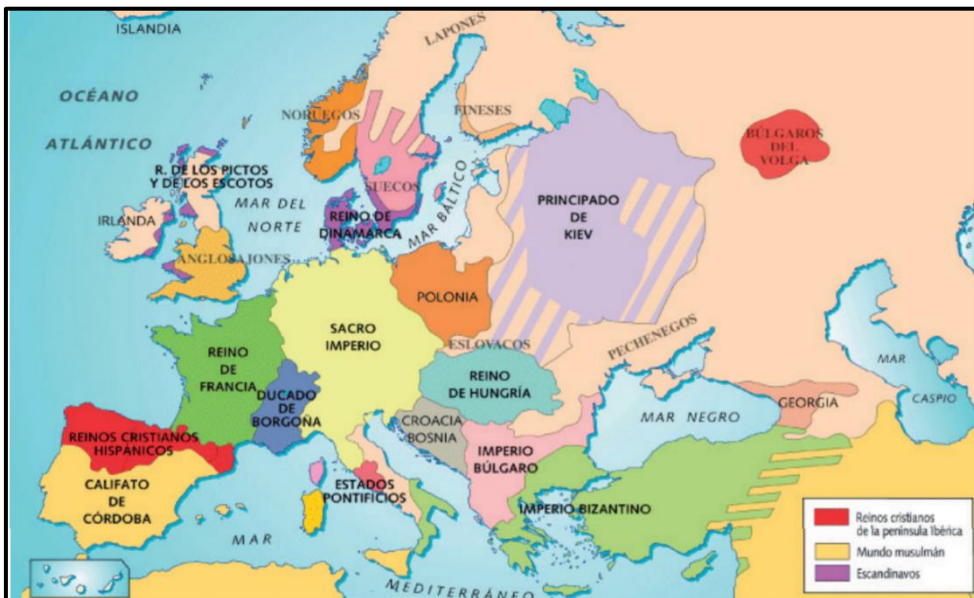 ISLANDIA
LAPONES
OCÉANO
ATLÁNTICO
NORUEGOS
FINESES
BÚLGAROS
DEL
VOLGA
R. DE LOS PICTOS
Y DE LOS ESCOTOS
SUECOS
MAR DEL
NORTE
IRLANDA
REINO DE
DINAMARCA
MAR BÁLTICO
PRINCIPADO
DE
KIEV
ANGLOSAJONES
POLONIA
SACRO
IMPERIO
ESLOVACOS
PECHENEGOS
REINO
DE
FRANCIA
REINO
DE HUNGRÍA
MAR
CASPIO
DUCADO
DE
BORGOÑA
CROACIA
BOSNIA
MAR NEGRO
GEORGIA
REINOS CRISTIANOS
HISPÁNICOS
IMPERIO
BÚLGARO
CALIFATO
DE
CÓRDOBA
ESTADOS
PONTIFICIOS
IMPERIO BIZANTINO
MAR
MEDITERRÁNEO
Reinos cristianos
de la península Ibérica
Mundo musulmán
Escandinavos